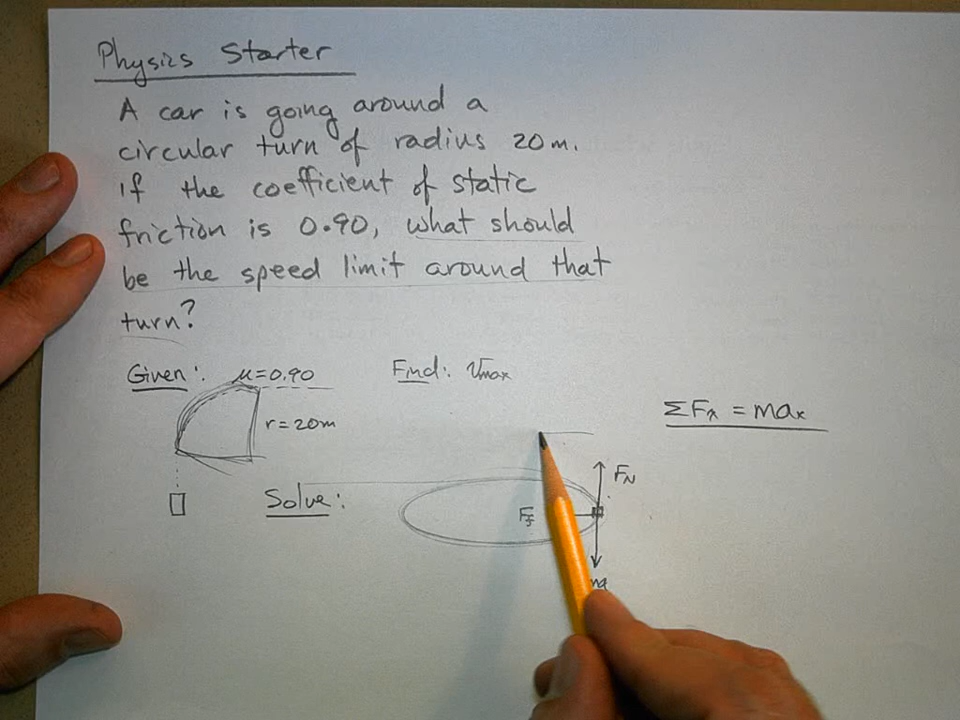 Physics Starter
A car is going around a
circular turn of radius 20m.
If the coefficient of static
friction is 0.90, what should
be the speed limit around that
turn?
Given: μ=0.90
Find: Vmax
r=20m
ΣFx = max
Solve:
FN
Ff
mg